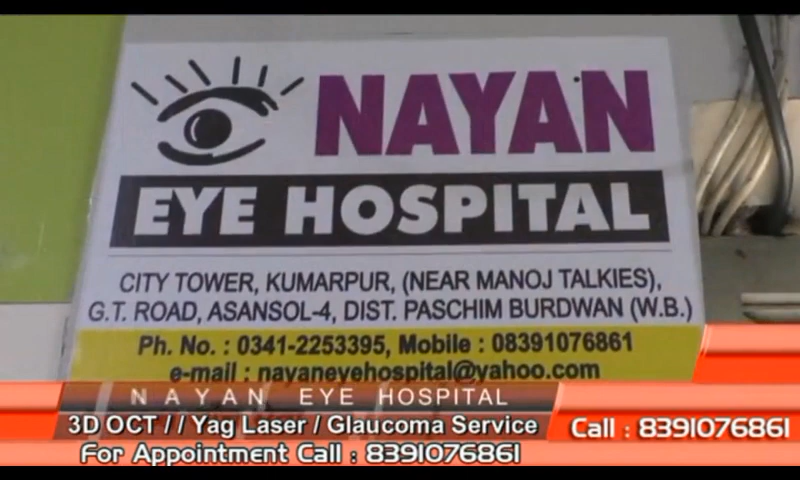 NAYAN
EYE HOSPITAL
CITY TOWER, KUMARPUR, (NEAR MANOJ TALKIES),
G.T. ROAD, ASANSOL-4, DIST. PASCHIM BURDWAN (W.B.)
Ph. No. : 0341-2253395, Mobile : 08391076861
e-mail : nayaneyehospital@yahoo.com
NAYAN EYE HOSPITAL
3D OCT / / Yag Laser / Glaucoma Service
Call : 8391076861
For Appointment Call : 8391076861